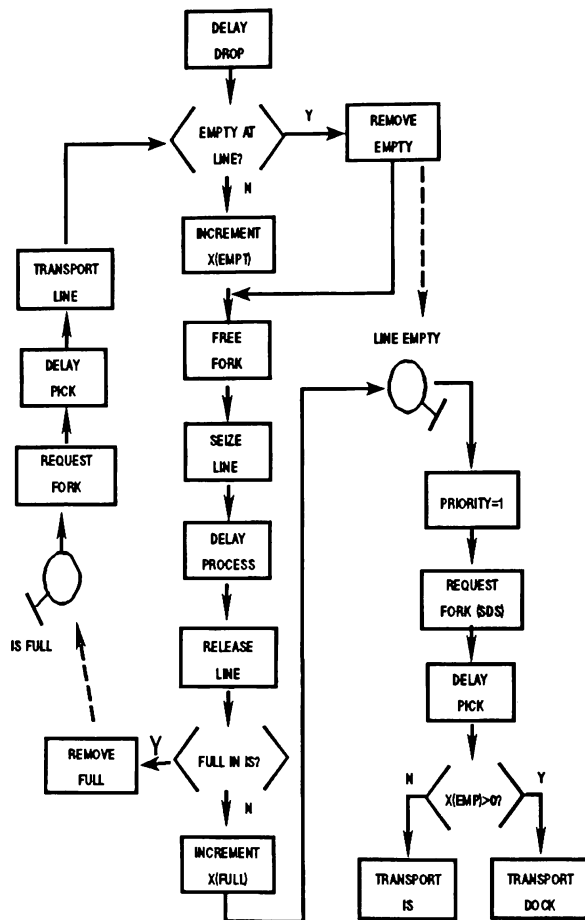 DELAY
DROP
EMPTY AT
LINE?
Y
REMOVE
EMPTY
N
INCREMENT
X(EMPT)
TRANSPORT
LINE
FREE
FORK
LINE EMPTY
DELAY
PICK
SEIZE
LINE
REQUEST
FORK
PRIORITY=1
DELAY
PROCESS
REQUEST
FORK (SDS)
IS FULL
RELEASE
LINE
DELAY
PICK
REMOVE
FULL
Y
FULL IN IS?
N
N
X(EMP)>0?
Y
INCREMENT
X(FULL)
TRANSPORT
IS
TRANSPORT
DOCK